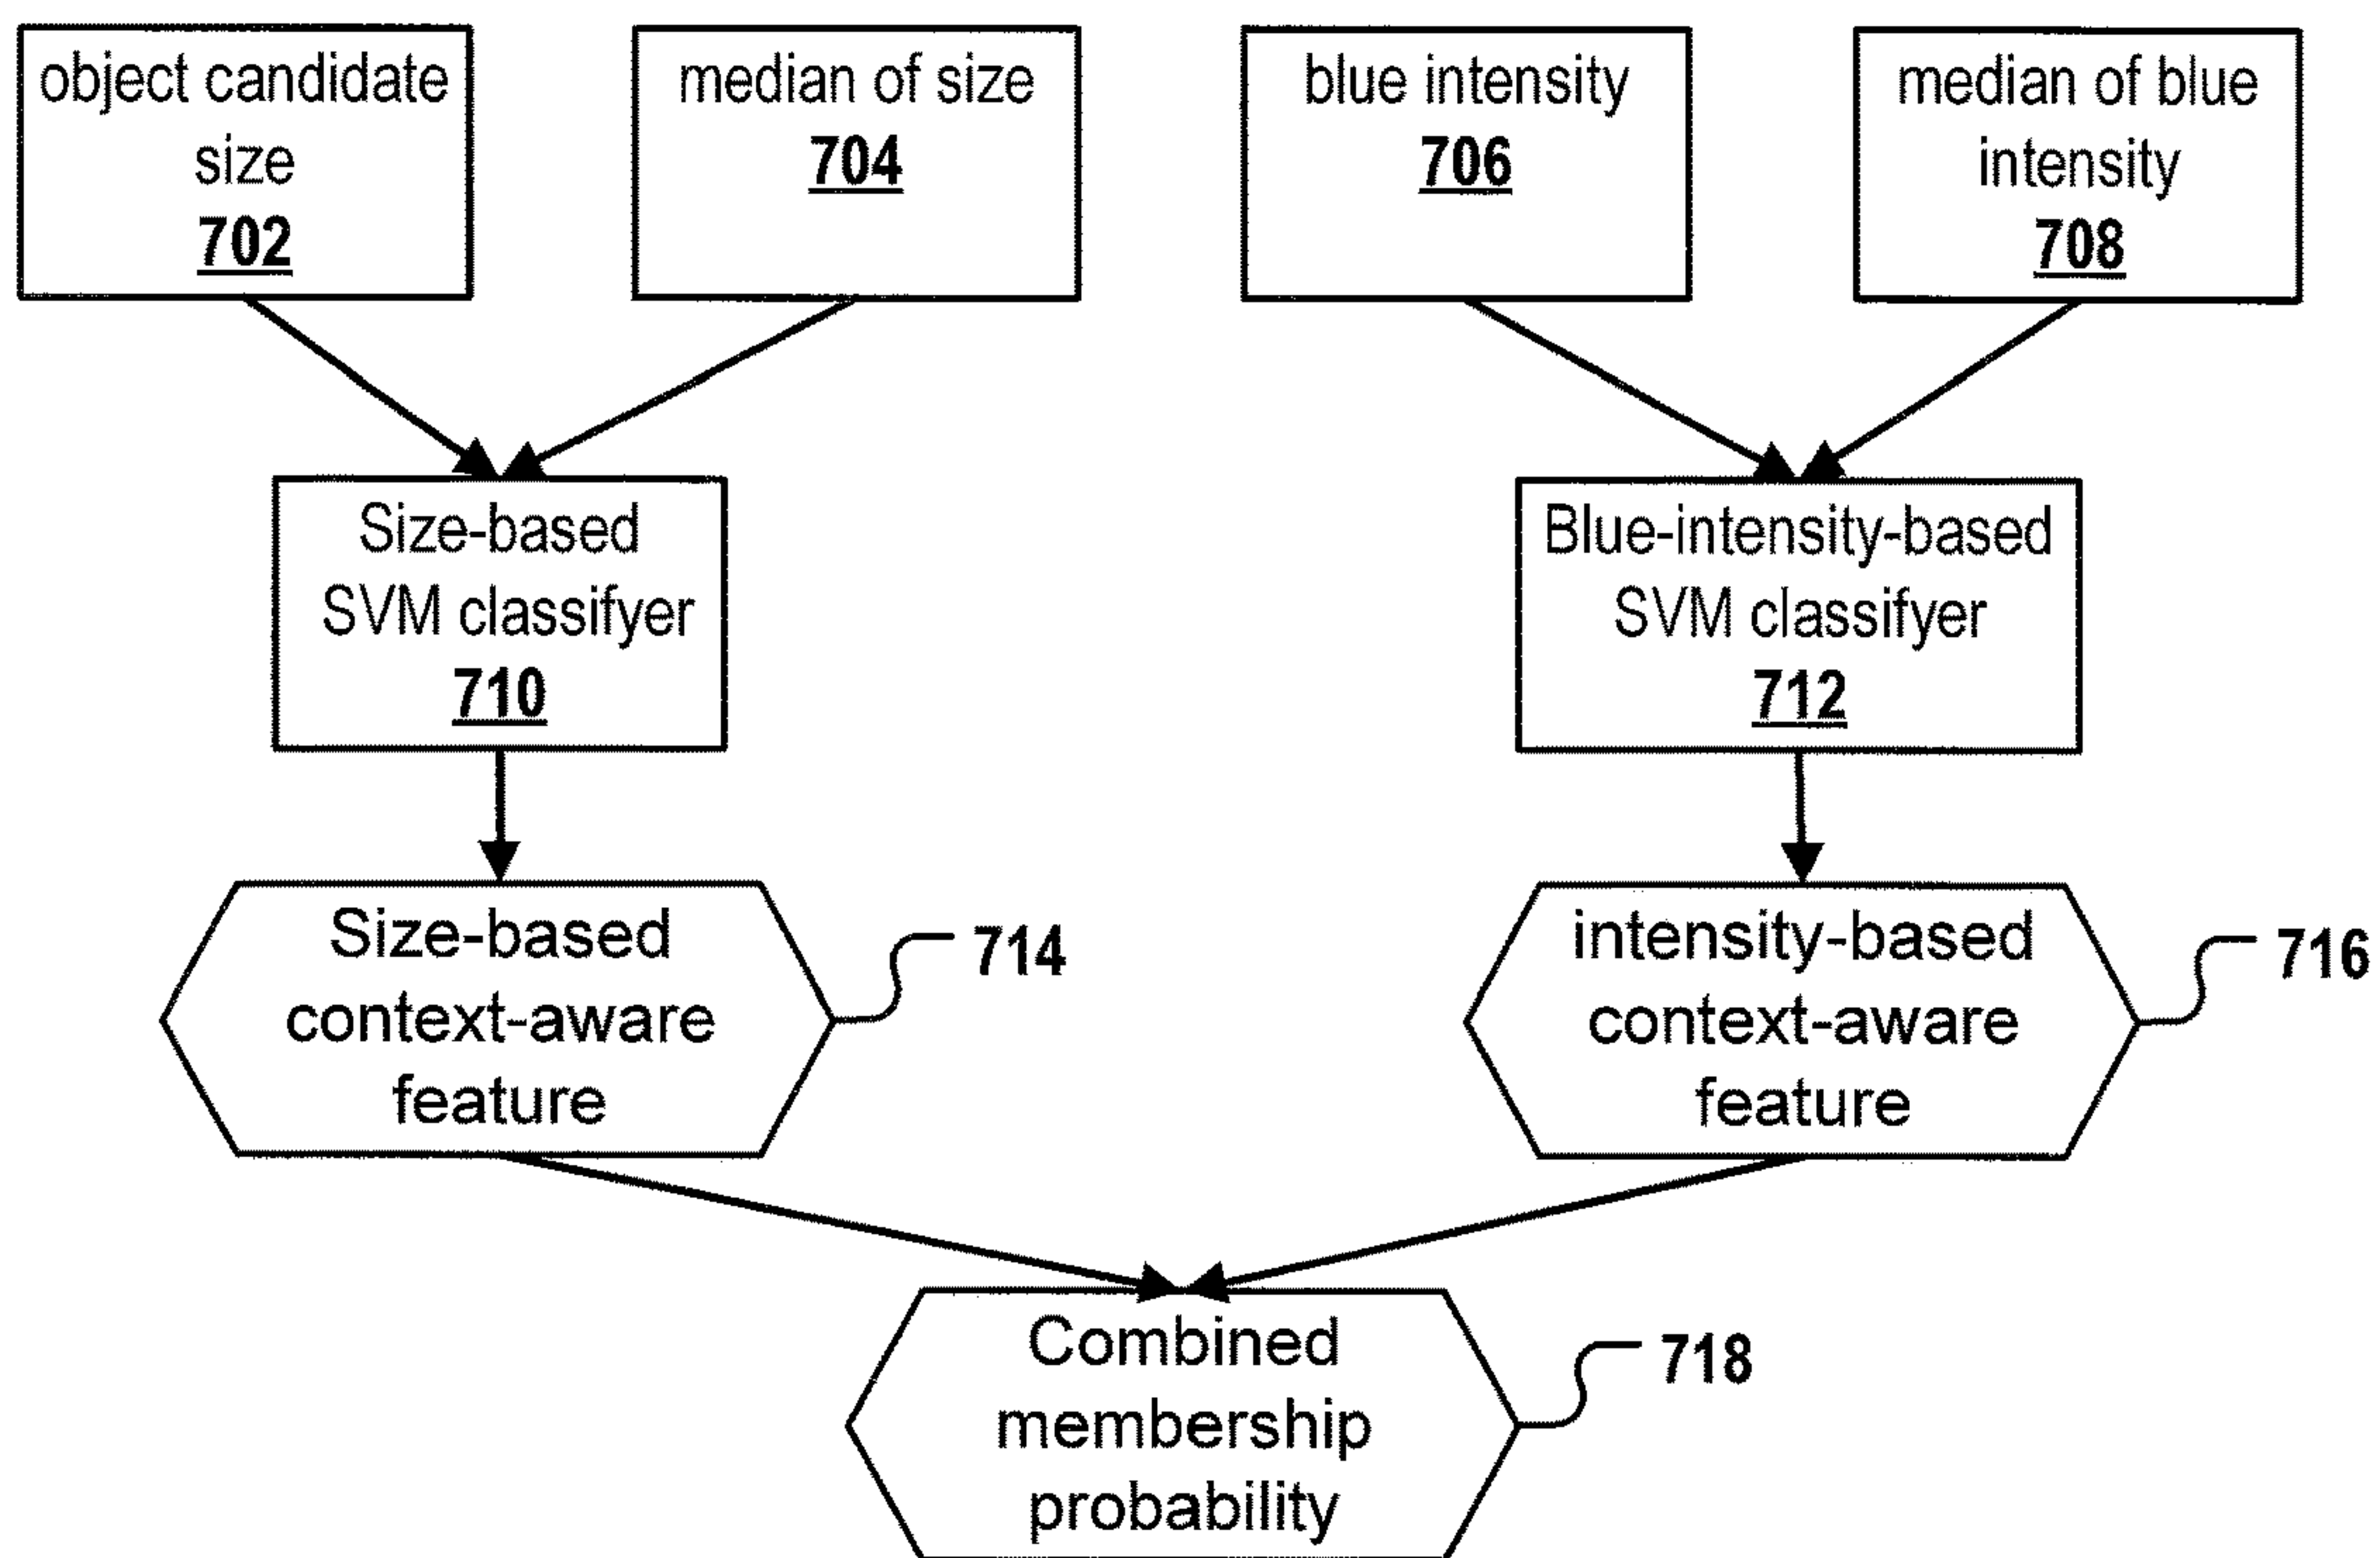 object candidate
size
702
median of size
704
blue intensity
706
median of blue
intensity
708
Size-based
SVM classifyer
710
Blue-intensity-based
SVM classifyer
712
Size-based
context-aware
feature
714
intensity-based
context-aware
feature
716
Combined
membership
probability
718